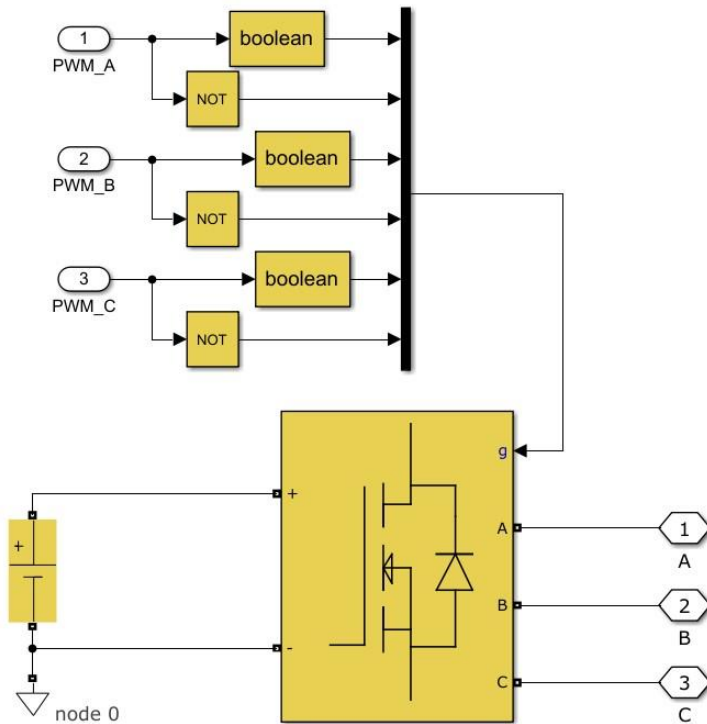 1
PWM_A
boolean
NOT
2
PWM_B
boolean
NOT
3
PWM_C
boolean
NOT
g
+
A
1
A
+
B
2
B
-
C
3
C
node 0